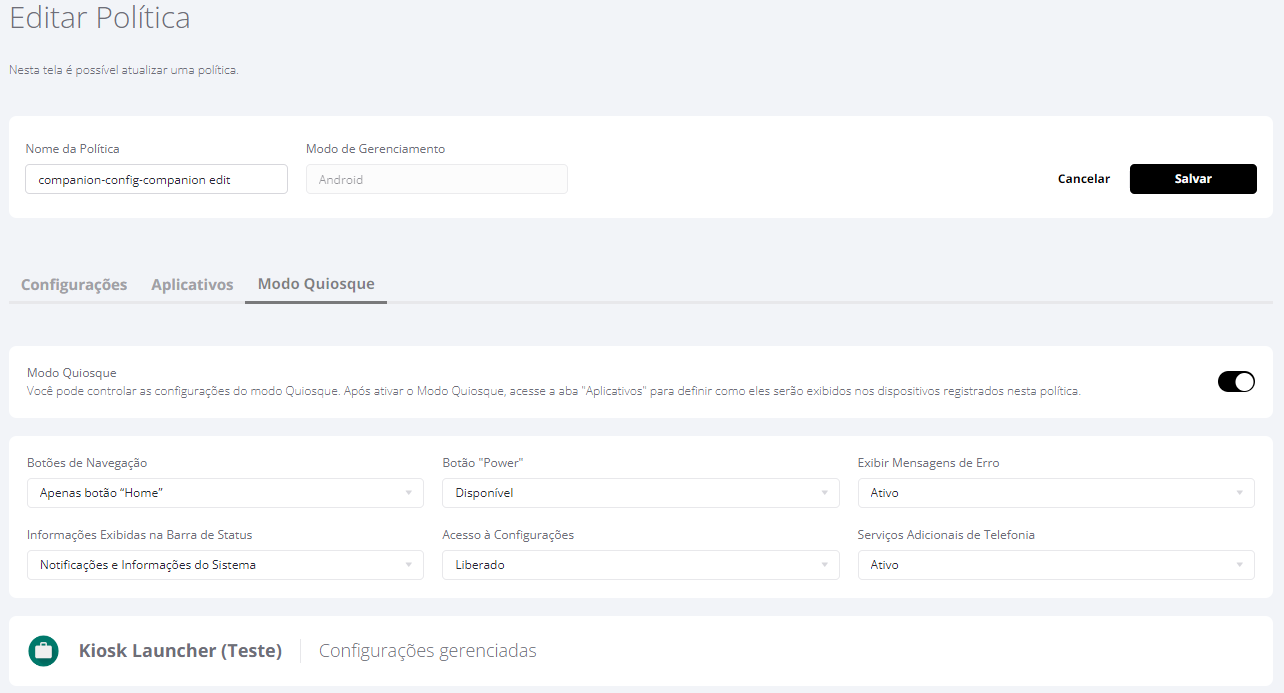 Editar Política
Nesta tela é possível atualizar uma política.
Nome da Política
Modo de Gerenciamento
companion-config-companion edit
Android
Cancelar
Salvar
Configurações
Aplicativos
Modo Quiosque
Modo Quiosque
Você pode controlar as configurações do modo Quiosque. Após ativar o Modo Quiosque, acesse a aba "Aplicativos" para definir como eles serão exibidos nos dispositivos registrados nesta política.
Botões de Navegação
Botão "Power"
Exibir Mensagens de Erro
Apenas botão “Home”
Disponível
Ativo
Informações Exibidas na Barra de Status
Acesso à Configurações
Serviços Adicionais de Telefonia
Notificações e Informações do Sistema
Liberado
Ativo
Kiosk Launcher (Teste)
Configurações gerenciadas